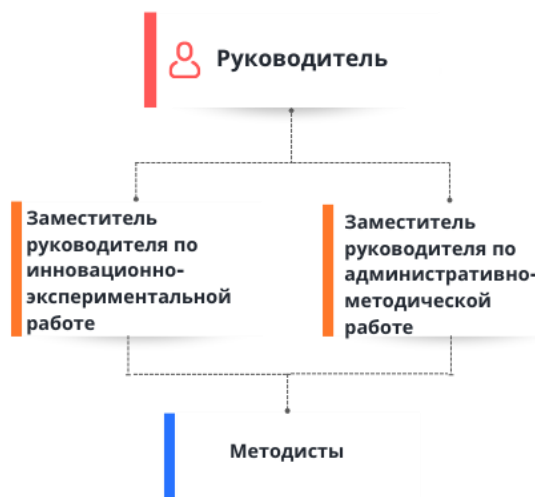 Руководитель
Заместитель
руководителя по
инновационно-
экспериментальной
работе
Заместитель
руководителя по
административно-
методической
работе
Методисты